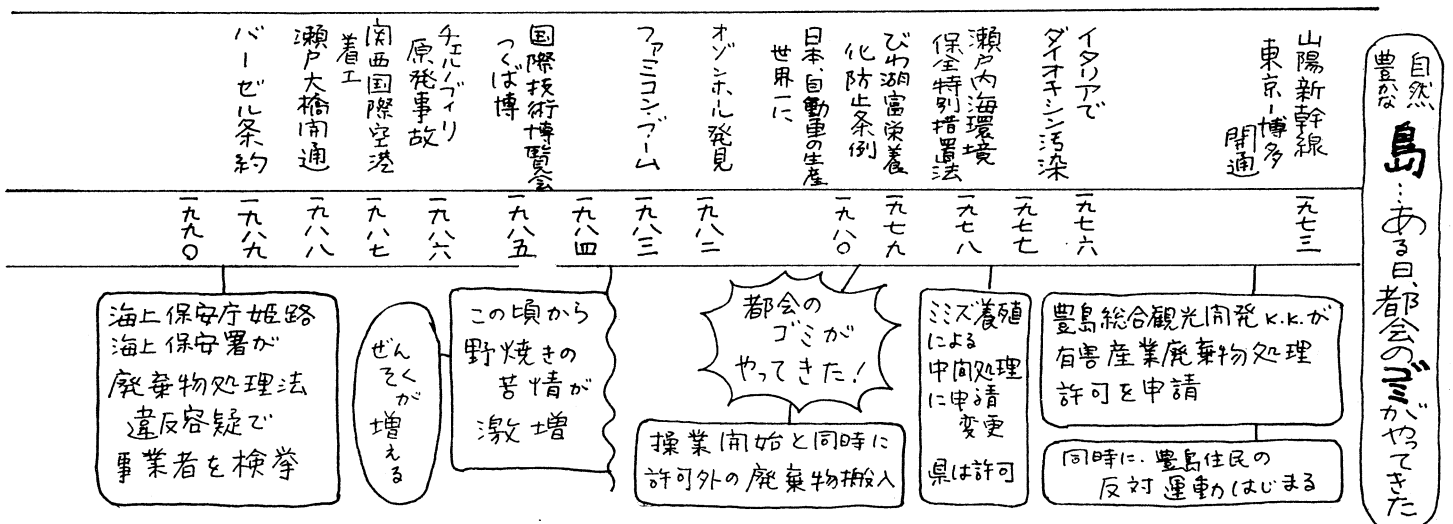 自然豊かな島…ある日、都会のゴミがやってきた
山陽新幹線
東京ー博多
開通
イタリアで
ダイオキシン汚染
瀬戸内海環境
保全特別措置法
びわ湖富栄養
化防止条例
日本、自動車の生産
世界一に
オゾンホール発見
ファミコンブーム
国際技術博覧会
つくば博
チェルノブィリ
原発事故
関西国際空港
着工
瀬戸大橋開通
バーゼル条約
一九七三
一九七六
一九七七
一九七八
一九七九
一九八〇
一九八二
一九八三
一九八四
一九八五
一九八六
一九八七
一九八八
一九八九
一九九〇
豊島総合観光開発K.K.が
有害産業廃棄物処理
許可を申請
同時に、豊島住民の
反対運動はじまる
ミミズ養殖
による
中間処理
に申請
変更
県は許可
都会の
ゴミが
やってきた!
操業開始と同時に
許可外の廃棄物搬入
この頃から
野焼きの
苦情が
激増
ぜんそくが
増える
海上保安庁姫路
海上保安署が
廃棄物処理法
違反容疑で
事業者を検挙